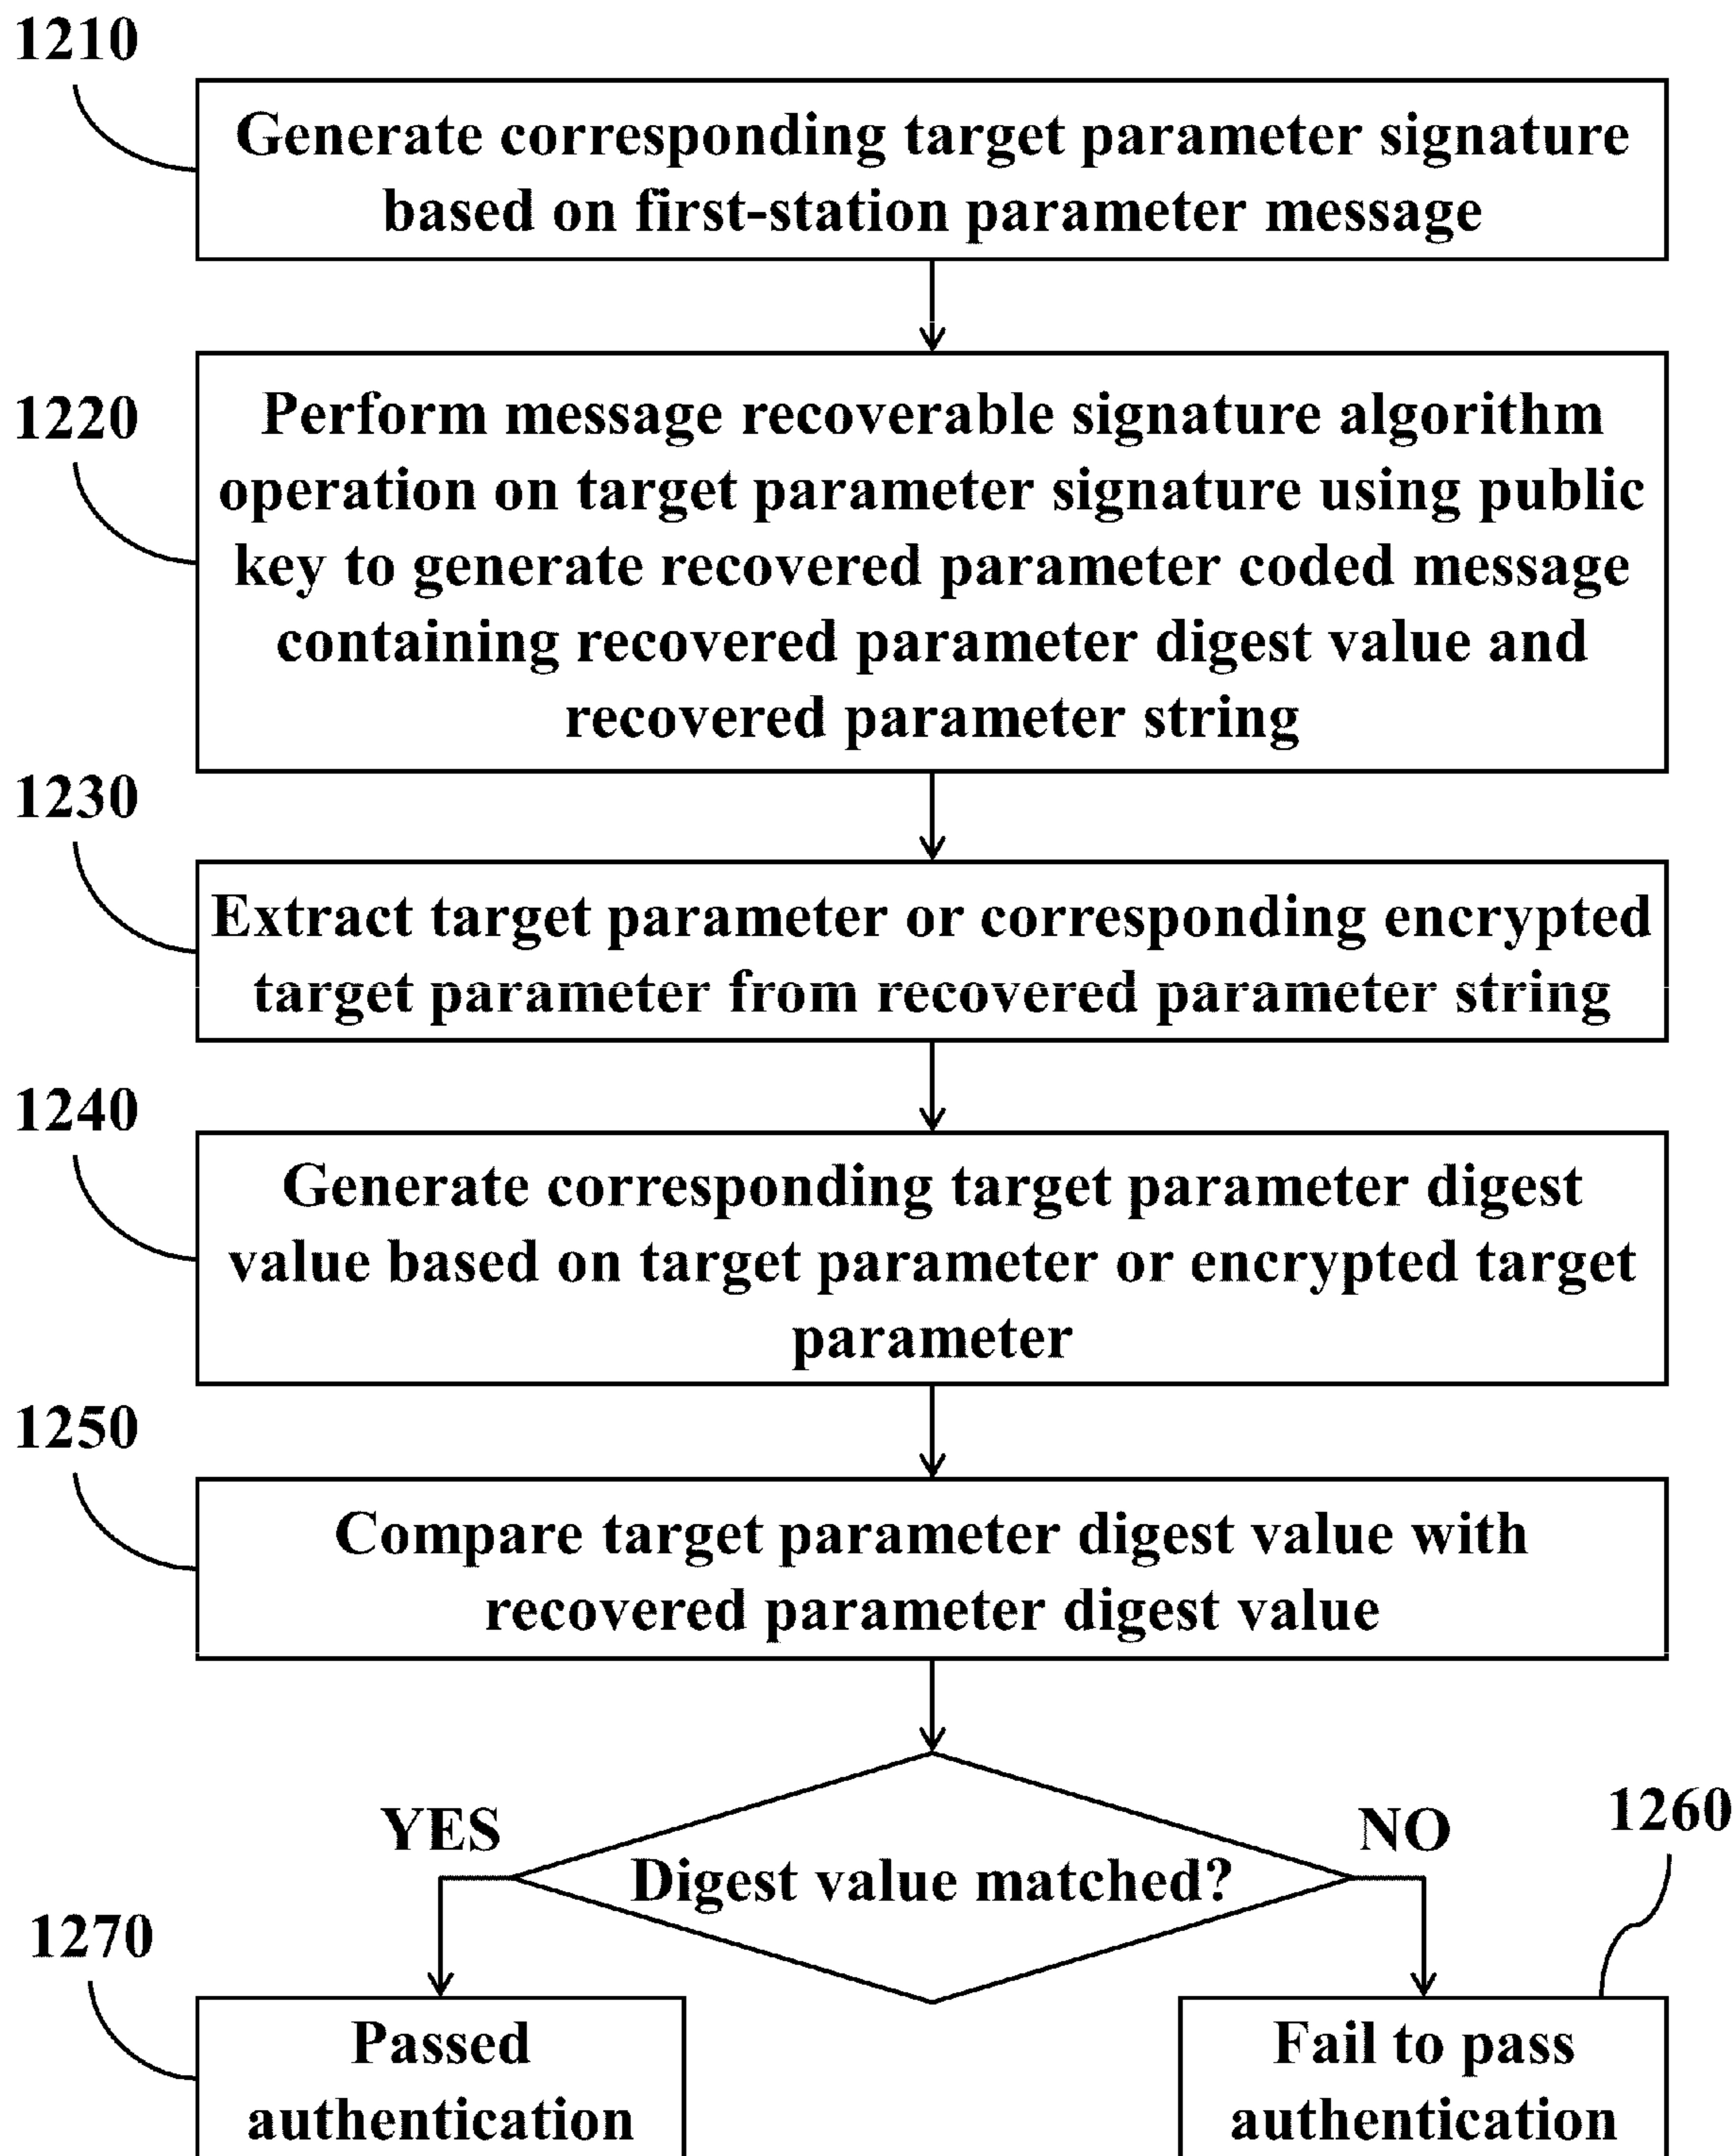 1210
Generate corresponding target parameter signature
based on first-station parameter message
1220
Perform message recoverable signature algorithm
operation on target parameter signature using public
key to generate recovered parameter coded message
containing recovered parameter digest value and
recovered parameter string
1230
Extract target parameter or corresponding encrypted
target parameter from recovered parameter string
1240
Generate corresponding target parameter digest
value based on target parameter or encrypted target
parameter
1250
Compare target parameter digest value with
recovered parameter digest value
YES
NO
1260
Digest value matched?
1270
Passed
authentication
Fail to pass
authentication